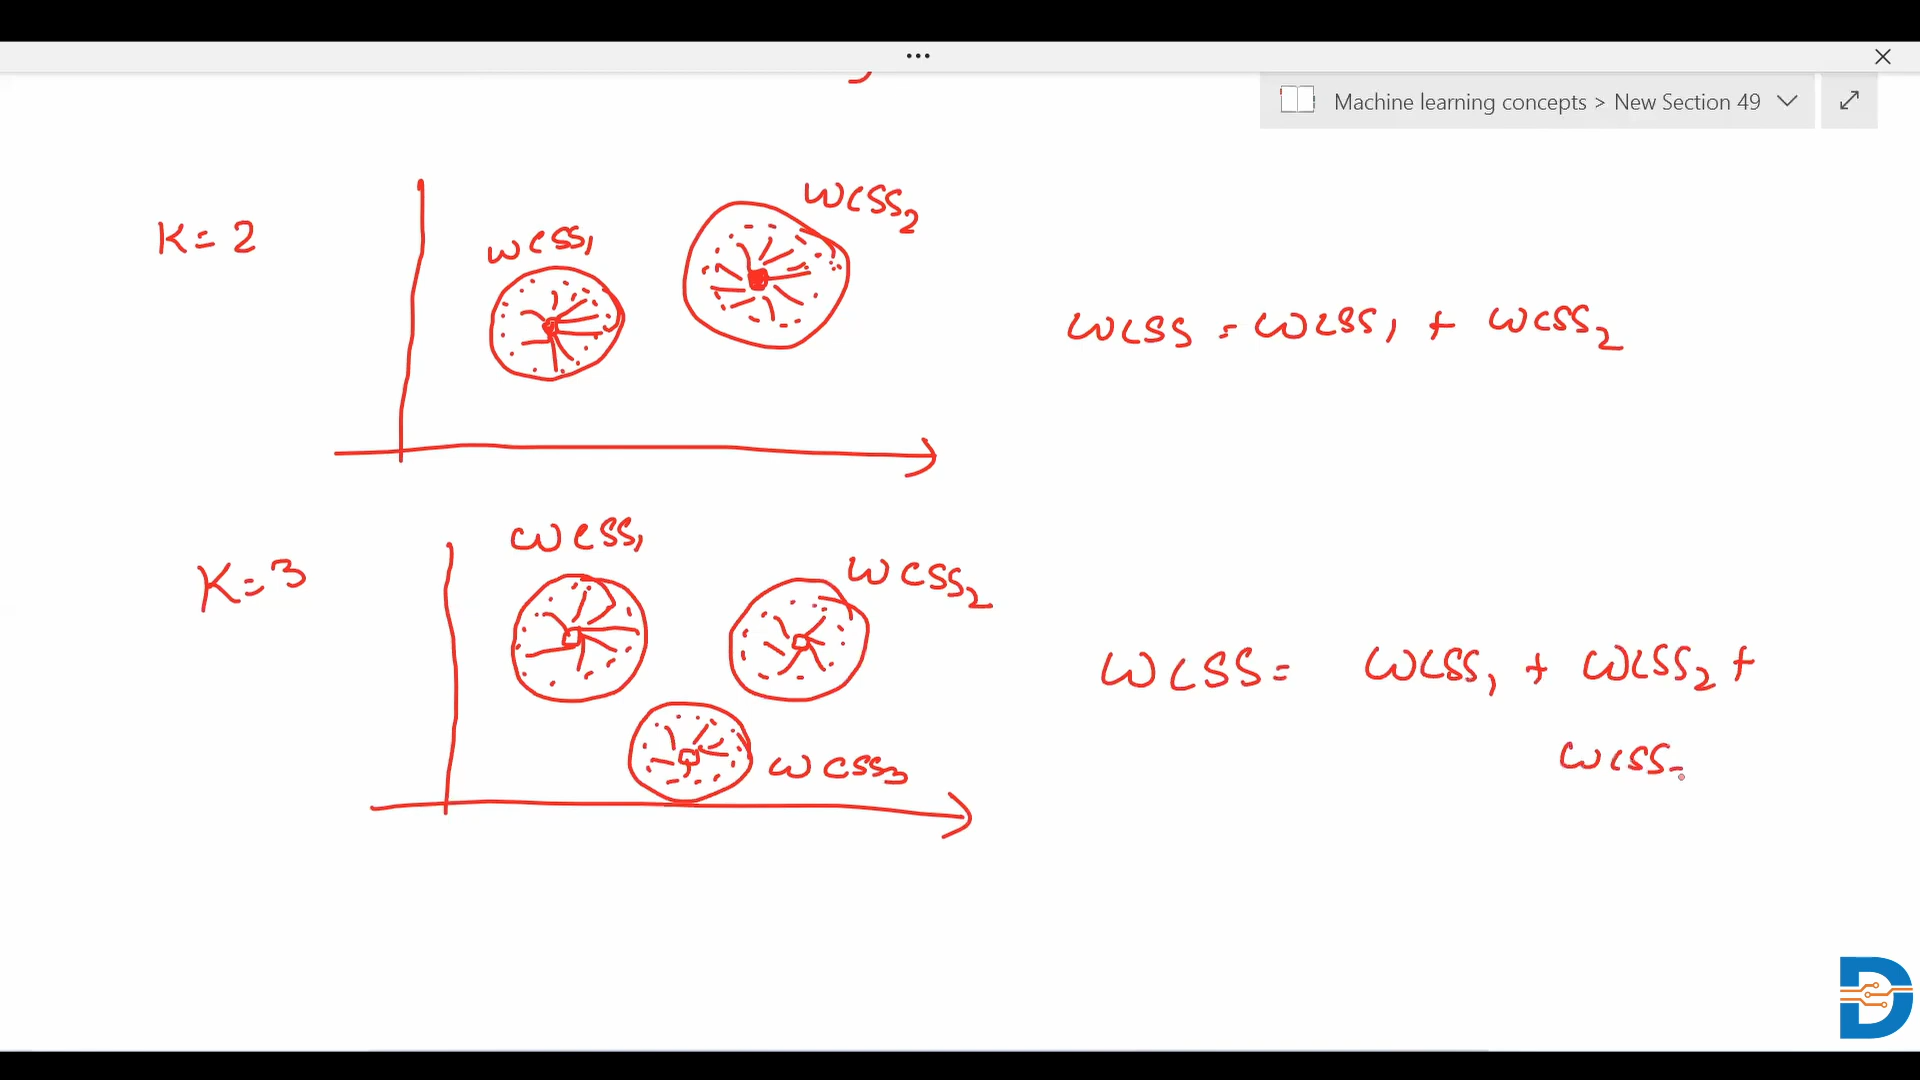 Machine learning concepts > New Section 49
K=2
WCSS1
WCSS2
WCSS = WCSS1 + WCSS2
K=3
WCSS1
WCSS2
WCSS3
WCSS = WCSS1 + WCSS2 +
WCSS